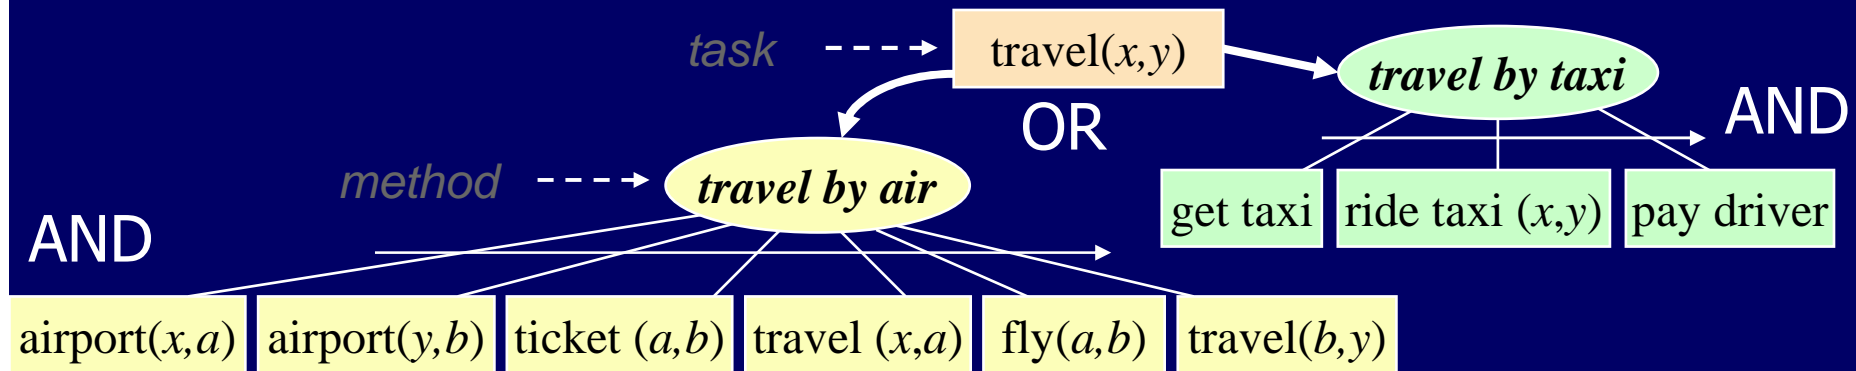 task
travel(x,y)
travel by taxi
OR
AND
method
travel by air
get taxi
ride taxi (x,y)
pay driver
AND
airport(x,a)
airport(y,b)
ticket (a,b)
travel (x,a)
fly(a,b)
travel(b,y)